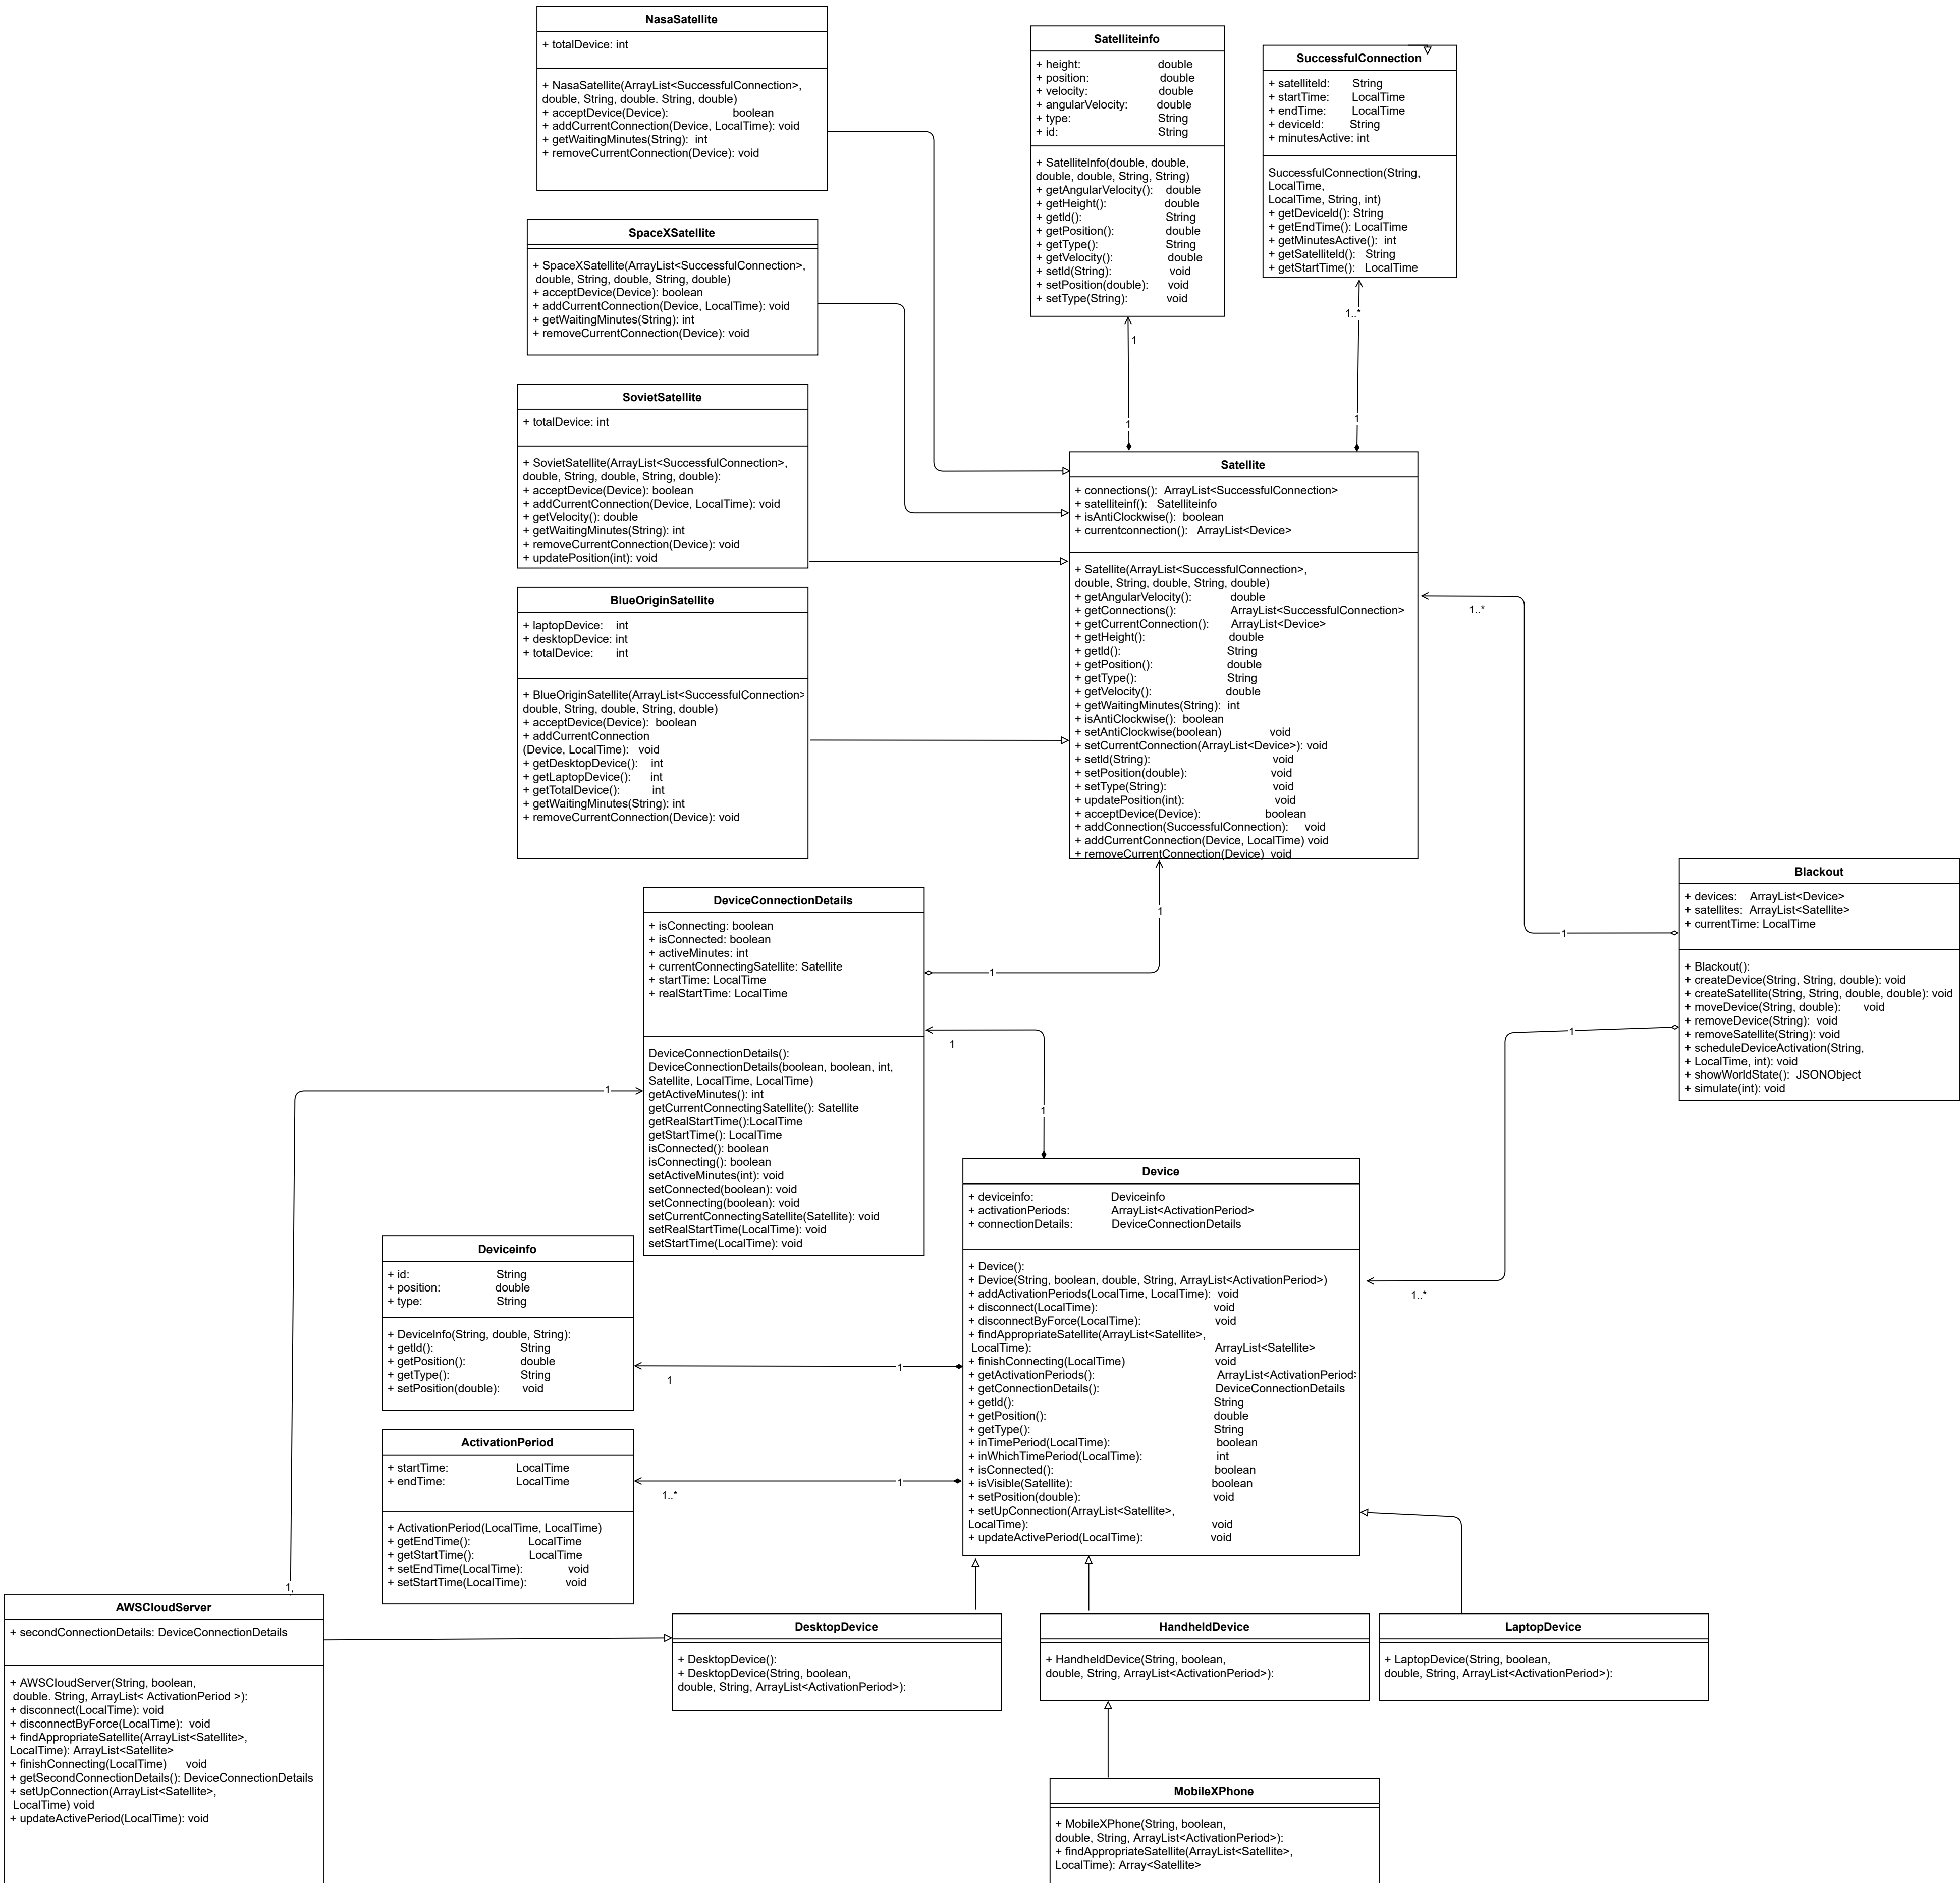 NasaSatellite
+ totalDevice: int
+ NasaSatellite(ArrayList<SuccessfulConnection>,
double, String, double. String, double)
+ acceptDevice(Device): boolean
+ addCurrentConnection(Device, LocalTime): void
+ getWaitingMinutes(String): int
+ removeCurrentConnection(Device): void
SpaceXSatellite
+ SpaceXSatellite(ArrayList<SuccessfulConnection>,
double, String, double, String, double)
+ acceptDevice(Device): boolean
+ addCurrentConnection(Device, LocalTime): void
+ getWaitingMinutes(String): int
+ removeCurrentConnection(Device): void
SovietSatellite
+ totalDevice: int
+ SovietSatellite(ArrayList<SuccessfulConnection>,
double, String, double, String, double):
+ acceptDevice(Device): boolean
+ addCurrentConnection(Device, LocalTime): void
+ getVelocity(): double
+ getWaitingMinutes(String): int
+ removeCurrentConnection(Device): void
+ updatePosition(int): void
BlueOriginSatellite
+ laptopDevice: int
+ desktopDevice: int
+ totalDevice: int
+ BlueOriginSatellite(ArrayList<SuccessfulConnection>
double, String, double, String, double)
+ acceptDevice(Device): boolean
+ addCurrentConnection
(Device, LocalTime): void
+ getDesktopDevice(): int
+ getLaptopDevice(): int
+ getTotalDevice(): int
+ getWaitingMinutes(String): int
+ removeCurrentConnection(Device): void
Satelliteinfo
+ height: double
+ position: double
+ velocity: double
+ angularVelocity: double
+ type: String
+ id: String
+ SatelliteInfo(double, double,
double, double, String, String)
+ getAngularVelocity(): double
+ getHeight(): double
+ getId(): String
+ getPosition(): double
+ getType(): String
+ getVelocity(): double
+ setId(String): void
+ setPosition(double): void
+ setType(String): void
SuccessfulConnection
+ satelliteId: String
+ startTime: LocalTime
+ endTime: LocalTime
+ deviceId: String
+ minutesActive: int
SuccessfulConnection(String,
LocalTime,
LocalTime, String, int)
+ getDeviceId(): String
+ getEndTime(): LocalTime
+ getMinutesActive(): int
+ getSatelliteId(): String
+ getStartTime(): LocalTime
1
1..*
1
1
Satellite
+ connections(): ArrayList<SuccessfulConnection>
+ satelliteinf(): Satelliteinfo
+ isAntiClockwise(): boolean
+ currentconnection(): ArrayList<Device>
+ Satellite(ArrayList<SuccessfulConnection>,
double, String, double, String, double)
+ getAngularVelocity(): double
+ getConnections(): ArrayList<SuccessfulConnection>
+ getCurrentConnection(): ArrayList<Device>
+ getHeight(): double
+ getId(): String
+ getPosition(): double
+ getType(): String
+ getVelocity(): double
+ getWaitingMinutes(String): int
+ isAntiClockwise(): boolean
+ setAntiClockwise(boolean) void
+ setCurrentConnection(ArrayList<Device>): void
+ setId(String): void
+ setPosition(double): void
+ setType(String): void
+ updatePosition(int): void
+ acceptDevice(Device): boolean
+ addConnection(SuccessfulConnection): void
+ addCurrentConnection(Device, LocalTime) void
+ removeCurrentConnection(Device) void
1..*
1
1
1
Blackout
+ devices: ArrayList<Device>
+ satellites: ArrayList<Satellite>
+ currentTime: LocalTime
+ Blackout():
+ createDevice(String, String, double): void
+ createSatellite(String, String, double, double): void
+ moveDevice(String, double): void
+ removeDevice(String): void
+ removeSatellite(String): void
+ scheduleDeviceActivation(String,
+ LocalTime, int): void
+ showWorldState(): JSONObject
+ simulate(int): void
1
1..*
DeviceConnectionDetails
+ isConnecting: boolean
+ isConnected: boolean
+ activeMinutes: int
+ currentConnectingSatellite: Satellite
+ startTime: LocalTime
+ realStartTime: LocalTime
DeviceConnectionDetails():
DeviceConnectionDetails(boolean, boolean, int,
Satellite, LocalTime, LocalTime)
getActiveMinutes(): int
getCurrentConnectingSatellite(): Satellite
getRealStartTime():LocalTime
getStartTime(): LocalTime
isConnected(): boolean
isConnecting(): boolean
setActiveMinutes(int): void
setConnected(boolean): void
setConnecting(boolean): void
setCurrentConnectingSatellite(Satellite): void
setRealStartTime(LocalTime): void
setStartTime(LocalTime): void
1
1
1
Device
+ deviceinfo: Deviceinfo
+ activationPeriods: ArrayList<ActivationPeriod>
+ connectionDetails: DeviceConnectionDetails
+ Device():
+ Device(String, boolean, double, String, ArrayList<ActivationPeriod>)
+ addActivationPeriods(LocalTime, LocalTime): void
+ disconnect(LocalTime): void
+ disconnectByForce(LocalTime): void
+ findAppropriateSatellite(ArrayList<Satellite>,
LocalTime): ArrayList<Satellite>
+ finishConnecting(LocalTime) void
+ getActivationPeriods(): ArrayList<ActivationPeriod>
+ getConnectionDetails(): DeviceConnectionDetails
+ getId(): String
+ getPosition(): double
+ getType(): String
+ inTimePeriod(LocalTime): boolean
+ inWhichTimePeriod(LocalTime): int
+ isConnected(): boolean
+ isVisible(Satellite): boolean
+ setPosition(double): void
+ setUpConnection(ArrayList<Satellite>,
LocalTime): void
+ updateActivePeriod(LocalTime): void
Deviceinfo
+ id: String
+ position: double
+ type: String
+ DeviceInfo(String, double, String):
+ getId(): String
+ getPosition(): double
+ getType(): String
+ setPosition(double): void
1
1
ActivationPeriod
+ startTime: LocalTime
+ endTime: LocalTime
+ ActivationPeriod(LocalTime, LocalTime)
+ getEndTime(): LocalTime
+ getStartTime(): LocalTime
+ setEndTime(LocalTime): void
+ setStartTime(LocalTime): void
1
1..*
1,
AWSCloudServer
+ secondConnectionDetails: DeviceConnectionDetails
+ AWSCloudServer(String, boolean,
double. String, ArrayList< ActivationPeriod >):
+ disconnect(LocalTime): void
+ disconnectByForce(LocalTime): void
+ findAppropriateSatellite(ArrayList<Satellite>,
LocalTime): ArrayList<Satellite>
+ finishConnecting(LocalTime) void
+ getSecondConnectionDetails(): DeviceConnectionDetails
+ setUpConnection(ArrayList<Satellite>,
LocalTime) void
+ updateActivePeriod(LocalTime): void
DesktopDevice
+ DesktopDevice():
+ DesktopDevice(String, boolean,
double, String, ArrayList<ActivationPeriod>):
HandheldDevice
+ HandheldDevice(String, boolean,
double, String, ArrayList<ActivationPeriod>):
LaptopDevice
+ LaptopDevice(String, boolean,
double, String, ArrayList<ActivationPeriod>):
MobileXPhone
+ MobileXPhone(String, boolean,
double, String, ArrayList<ActivationPeriod>):
+ findAppropriateSatellite(ArrayList<Satellite>,
LocalTime): Array<Satellite>